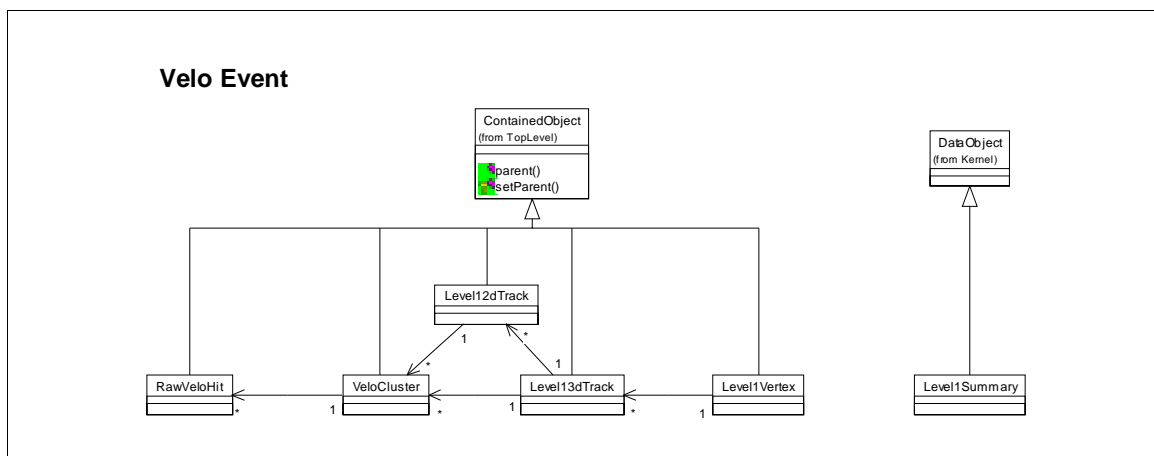 Velo Event
ContainedObject
(from TopLevel)
parent()
setParent()
DataObject
(from Kernel)
Level12dTrack
1
*
*
1
RawVeloHit
VeloCluster
Level13dTrack
Level1Vertex
Level1Summary
*
1
*
1
*
1